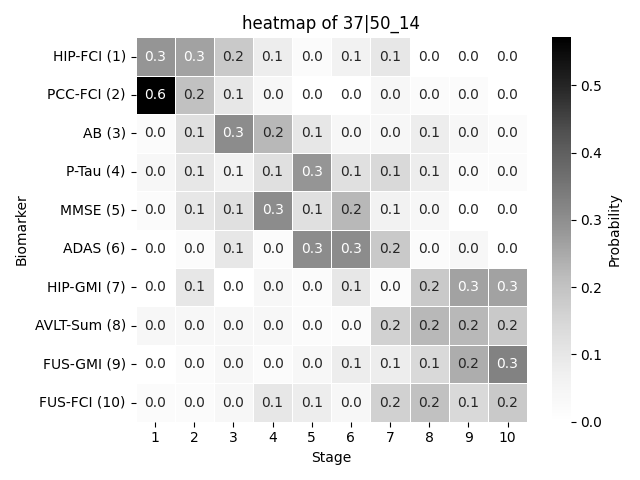 heatmap of 37|50_14
HIP-FCI (1) 0.3 0.3 0.2 0.1 0.0 0.1 0.1 0.0 0.0 0.0
PCC-FCI (2) 0.6 0.2 0.1 0.0 0.0 0.0 0.0 0.0 0.0 0.0
AB (3) 0.0 0.1 0.3 0.2 0.1 0.0 0.0 0.1 0.0 0.0
P-Tau (4) 0.0 0.1 0.1 0.1 0.3 0.1 0.1 0.1 0.0 0.0
MMSE (5) 0.0 0.1 0.1 0.3 0.1 0.2 0.1 0.0 0.0 0.0
ADAS (6) 0.0 0.0 0.1 0.0 0.3 0.3 0.2 0.0 0.0 0.0
HIP-GMI (7) 0.0 0.1 0.0 0.0 0.0 0.1 0.0 0.2 0.3 0.3
AVLT-Sum (8) 0.0 0.0 0.0 0.0 0.0 0.0 0.2 0.2 0.2 0.2
FUS-GMI (9) 0.0 0.0 0.0 0.0 0.0 0.1 0.1 0.1 0.2 0.3
FUS-FCI (10) 0.0 0.0 0.0 0.1 0.1 0.0 0.2 0.2 0.1 0.2
1 2 3 4 5 6 7 8 9 10
Stage
Biomarker
0.5
0.4
0.3
0.2
0.1
0.0
Probability